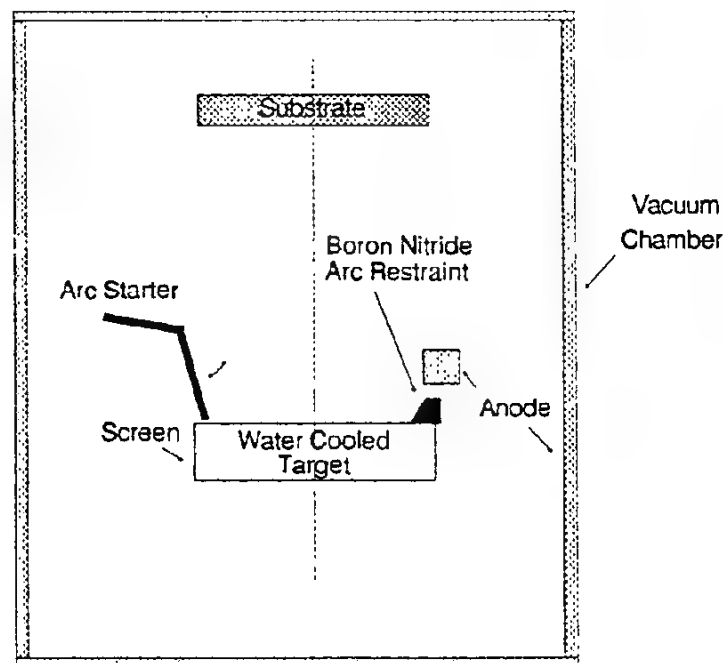 Substrate
Vacuum
Chamber
Boron Nitride
Arc Restraint
Arc Starter
Anode
Screen
Water Cooled
Target